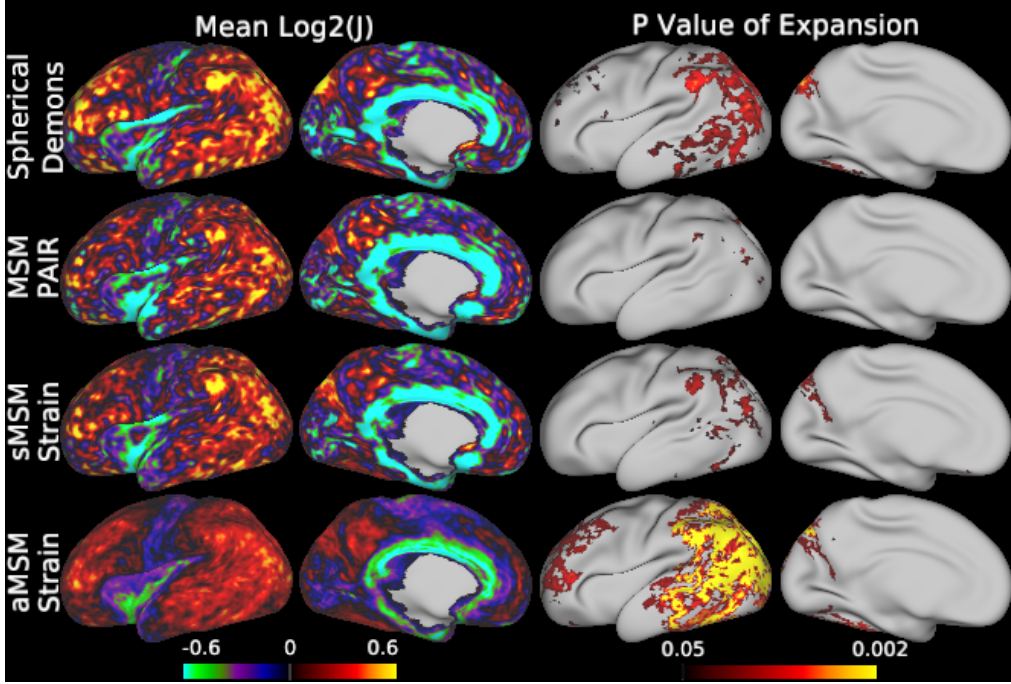 Mean Log2(J)
P Value of Expansion
Spherical
Demons
MSM
PAIR
sMSM
Strain
aMSM
Strain
-0.6 0 0.6
0.05 0.002